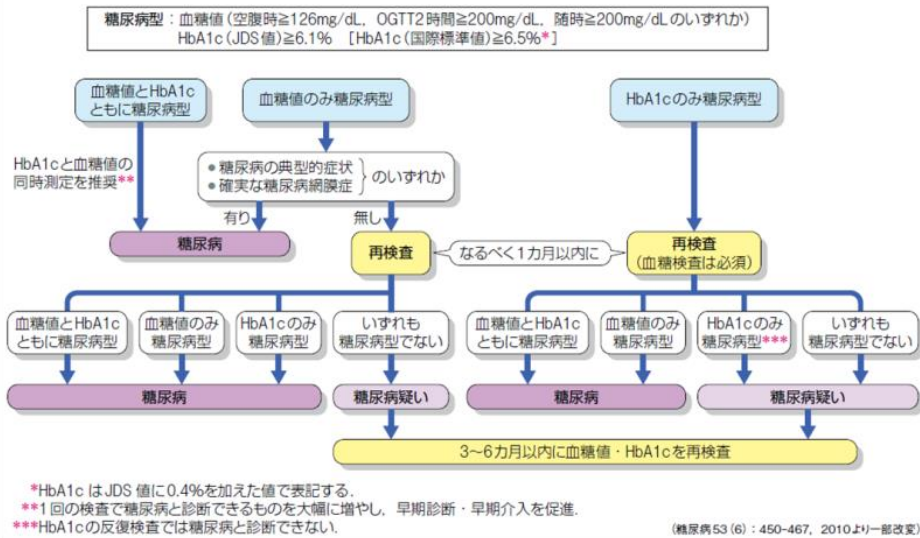 糖尿病型：血糖値（空腹時≧126mg/dL，OGTT2時間≧200mg/dL，随時≧200mg/dLのいずれか）
HbA1c（JDS値）≧6.1%　［HbA1c（国際標準値）≧6.5%*］
血糖値とHbA1c
ともに糖尿病型
血糖値のみ糖尿病型
HbA1cのみ糖尿病型
HbA1cと血糖値の
同時測定を推奨**
●糖尿病の典型的症状
●確実な糖尿病網膜症
のいずれか
有り
無し
糖尿病
再検査
なるべく1カ月以内に
再検査
（血糖検査は必須）
血糖値とHbA1c
ともに糖尿病型
血糖値のみ
糖尿病型
HbA1cのみ
糖尿病型
いずれも
糖尿病型でない
血糖値とHbA1c
ともに糖尿病型
血糖値のみ
糖尿病型
HbA1cのみ
糖尿病型***
いずれも
糖尿病型でない
糖尿病
糖尿病疑い
糖尿病
糖尿病疑い
3～6カ月以内に血糖値・HbA1cを再検査
*HbA1c はJDS 値に0.4%を加えた値で表記する．
**1回の検査で糖尿病と診断できるものを大幅に増やし，早期診断・早期介入を促進．
***HbA1cの反復検査では糖尿病と診断できない．
（糖尿病53（6）：450-467，2010より一部改変）